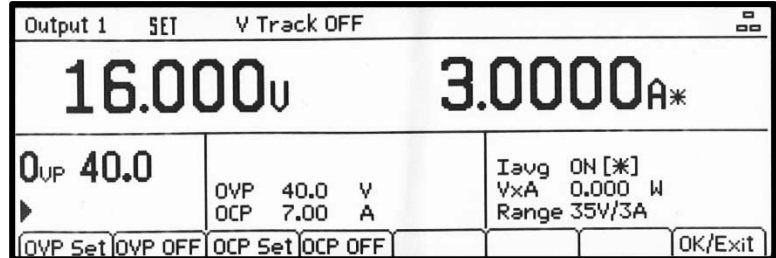 Output 1 SET V Track OFF
16.000V 3.0000A*
OVP 40.0
OVP 40.0 V
OCP 7.00 A
Iavg ON [*]
VxA 0.000 W
Range 35V/3A
OVP Set OVP OFF OCP Set OCP OFF OK/Exit